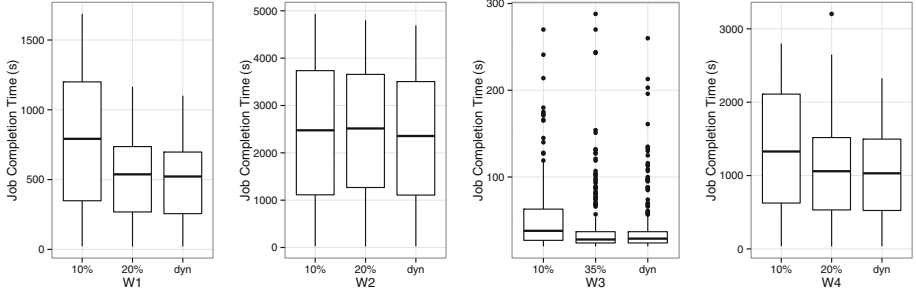 Job Completion Time (s)
1500
1000
500
0
10% 20% dyn
W1
Job Completion Time (s)
5000
4000
3000
2000
1000
0
10% 20% dyn
W2
Job Completion Time (s)
300
200
100
10% 35% dyn
W3
Job Completion Time (s)
3000
2000
1000
0
10% 20% dyn
W4